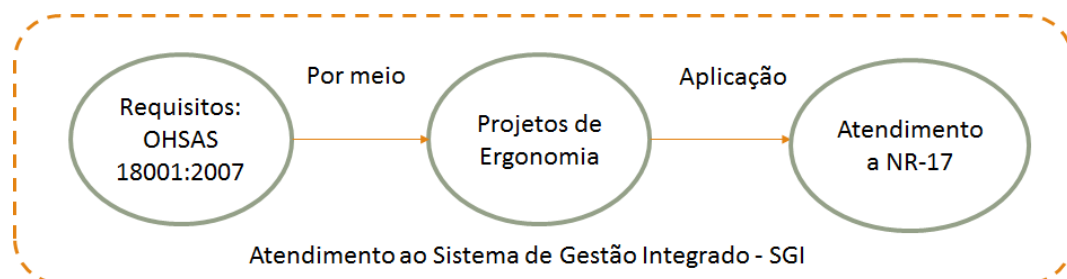 Por meio
Aplicação
Requisitos:
OHSAS
18001:2007
Projetos de
Ergonomia
Atendimento
a NR-17
Atendimento ao Sistema de Gestão Integrado - SGI